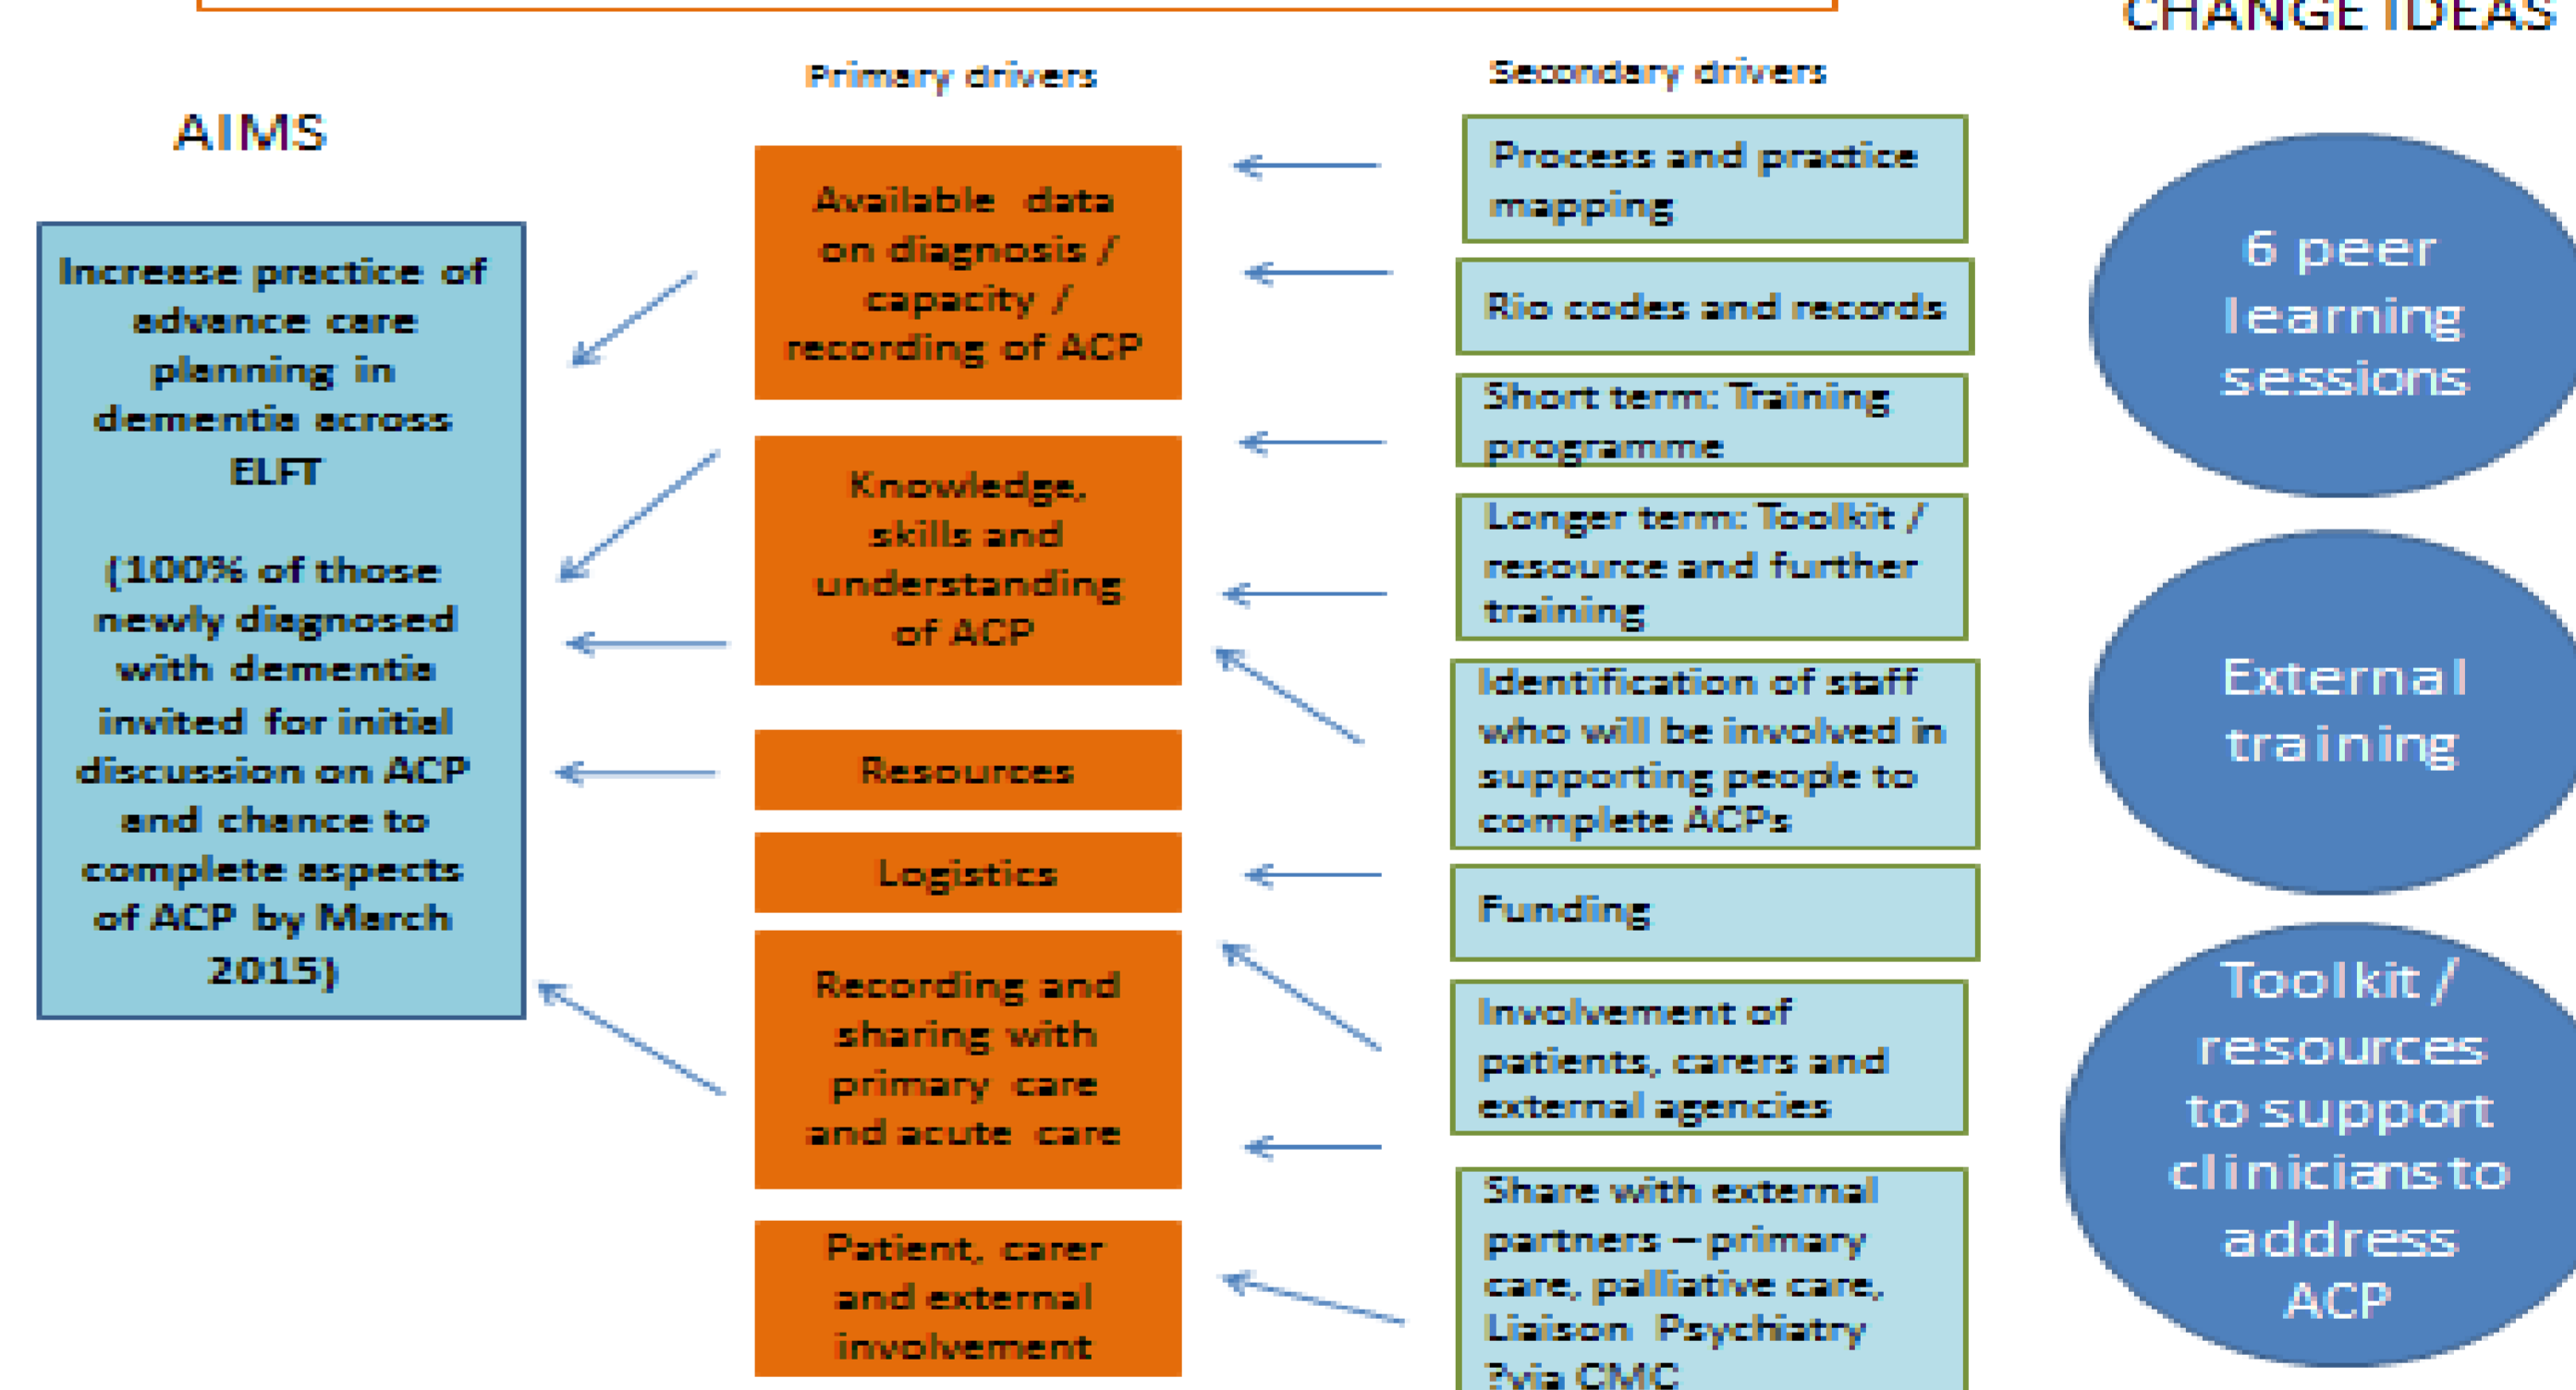 CHANGE IDEAS
Primary drivers
Secondary drivers
AIMS
Increase practice of
advance care
planning in
dementia across
ELFT
(100% of those
newly diagnosed
with dementia
invited for initial
discussion on ACP
and chance to
complete aspects
of ACP by March
2015)
Available data
on diagnosis /
capacity /
recording of ACP
Knowledge,
skills and
understanding
of ACP
Resources
Logistics
Recording and
sharing with
primary care
and acute care
Patient, carer
and external
involvement
Process and practice
mapping
Rio codes and records
Short term: Training
programme
Longer term: Toolkit /
resource and further
training
Identification of staff
who will be involved in
supporting people to
complete ACPs
Funding
Involvement of
patients, carers and
external agencies
Share with external
partners – primary
care, palliative care,
Liaison Psychiatry
?via CMC
6 peer
learning
sessions
External
training
Toolkit /
resources
to support
clinicians to
address
ACP